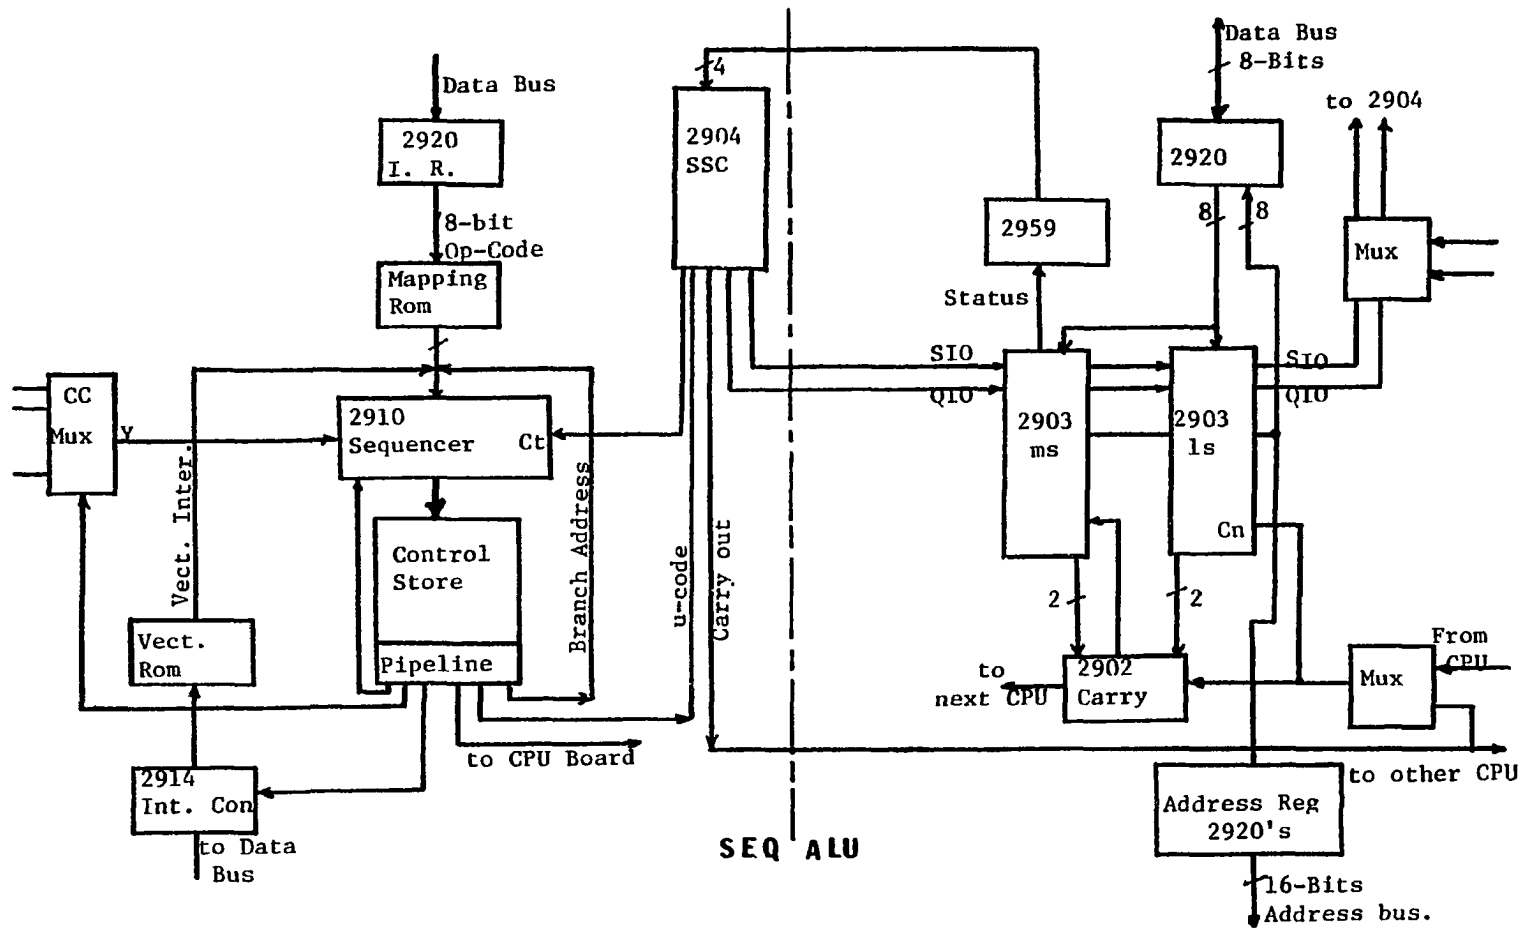 Data Bus
2920
I. R.
8-bit
Op-Code
Mapping
Rom
CC
Mux
Y
2910
Sequencer
Ct
Vect. Inter.
Control
Store
Pipeline
Branch Address
Vect.
Rom
2914
Int. Con
to Data
Bus
to CPU Board
u-code
Carry out
4
2904
SSC
SEQ
ALU
Data Bus
8-Bits
to 2904
2920
2959
8
8
Mux
Status
SIO
QIO
2903
ms
2903
ls
Cn
SIO
QIO
2
2
2902
Carry
to
next CPU
Mux
From
CPU
to other CPU
Address Reg
2920's
16-Bits
Address bus.